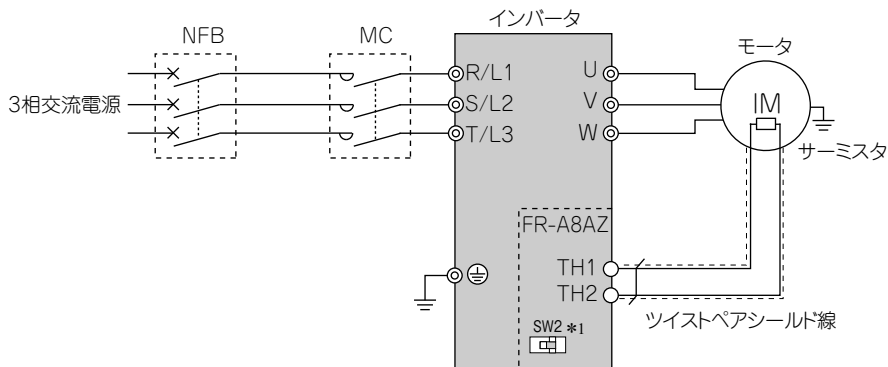 インバータ
NFB
MC
モータ
R/L1
U
3相交流電源
S/L2
V
IM
T/L3
W
サーミスタ
FR-A8AZ
TH1
TH2
ツイストペアシールド線
SW2 *1